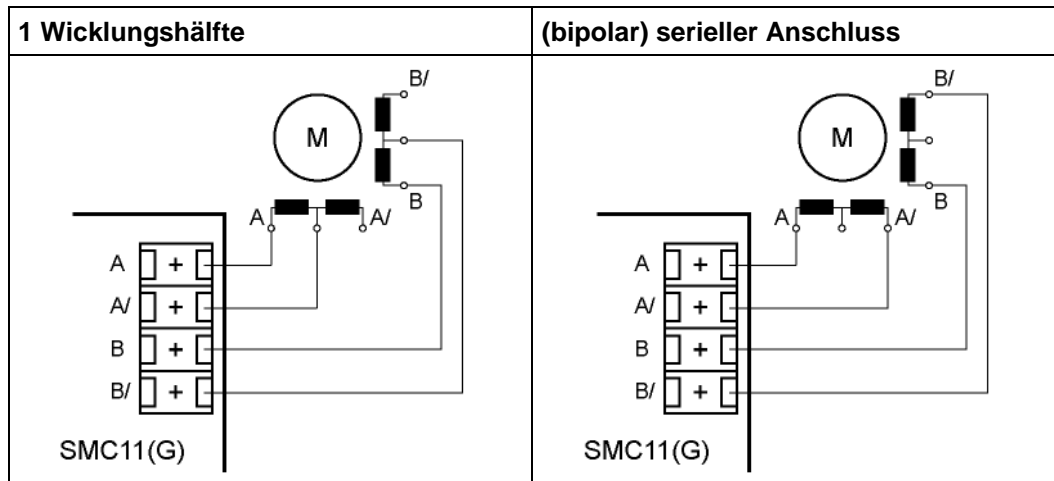 1 Wicklungshälfte
(bipolar) serieller Anschluss
B/
M
B
A
A/
A +
A/ +
B +
B/ +
SMC11(G)
B/
M
B
A
A/
A +
A/ +
B +
B/ +
SMC11(G)